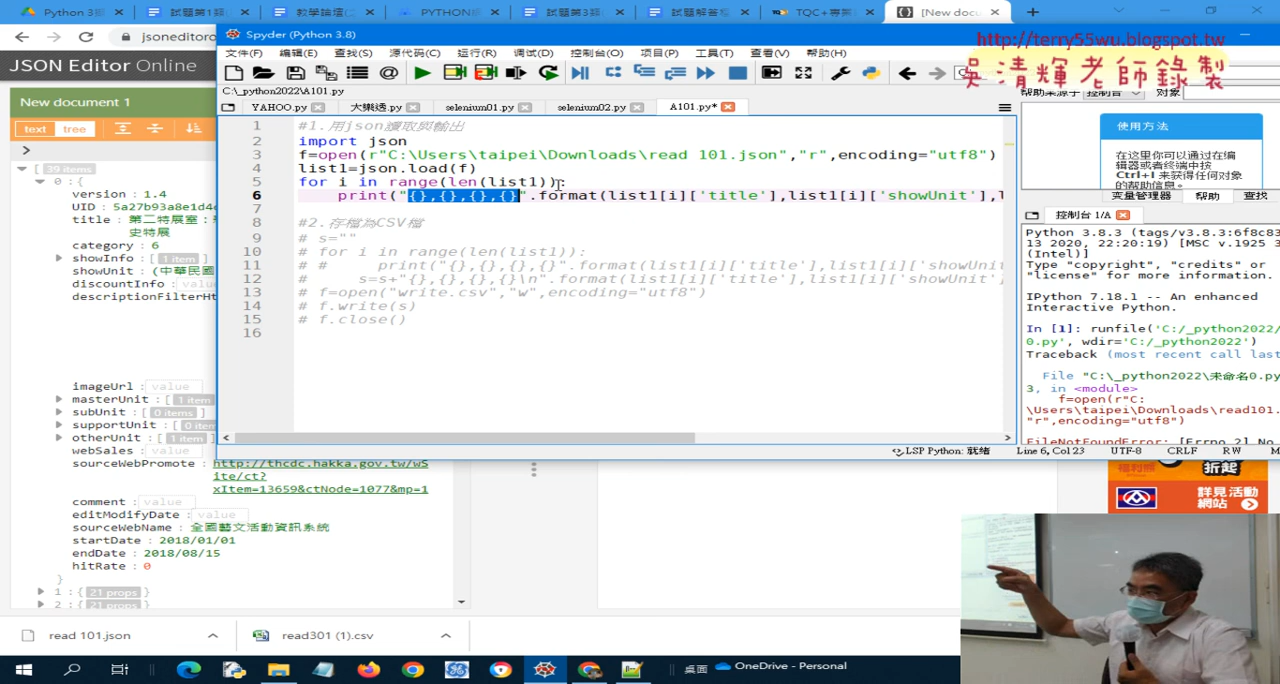 Python 3.8
試題第1類
教學論壇(2
PYTHON
試題第3類
試題解答
TQC+專
[New docu
jsoneditoro
Spyder (Python 3.8)
http://terry55wu.blogspot.tw
吳清輝老師錄製
JSON Editor Online
文件(F) 编辑(E) 查找(S) 源代码(C) 运行(R) 调试(D) 控制台(O) 项目(P) 工具(T) 查看(V) 帮助(H)
C:\_python2022\A101.py
帮助来源于 控制台 对象
New document 1
YAHOO.py 大樂透.py selenium01.py selenium02.py A101.py*
text tree
1 #1.用json讀取與輸出
2 import json
3 f=open(r"C:\Users\taipei\Downloads\read 101.json","r",encoding="utf8")
4 list1=json.load(f)
5 for i in range(len(list1)):
6 print("{},{},{},{}".format(list1[i]['title'],list1[i]['showUnit'],l
7
8 #2.存檔為CSV檔
9 # s=""
10 # for i in range(len(list1)):
11 # # print("{},{},{},{}".format(list1[i]['title'],list1[i]['showUnit
12 # s=s+"{},{},{},{}\n".format(list1[i]['title'],list1[i]['showUnit'],
13 # f=open("write.csv","w",encoding="utf8")
14 # f.write(s)
15 # f.close()
16
使用方法
在这里你可以通过在编
辑器或者终端中按
Ctrl+I 来获得任何对象
的帮助信息。
变量管理器 帮助 查找
控制台 1/A
Python 3.8.3 (tags/v3.8.3:6f8c83
13 2020, 22:20:19) [MSC v.1925
(Intel)]
Type "copyright", "credits" or
"license" for more information.
IPython 7.18.1 -- An enhanced
Interactive Python.
In [1]: runfile('C:/_python2022/
0.py', wdir='C:/_python2022')
Traceback (most recent call last
File "C:\_python2022\未命名0.py
3, in <module>
f=open(r"C:
\Users\taipei\Downloads\read101.
"r",encoding="utf8")
FileNotFoundError: [Errno 2] No
LSP Python: 就绪 Line 6, Col 23 UTF-8 CRLF RW
[ 39 items ]
0 : {
version : 1.4
UID : 5a27b93a8e1d4
title : 第二特展室：
史特展
category : 6
showInfo : [ 1 item ]
showUnit : (中華民國
discountInfo : value
descriptionFilterHt
imageUrl : value
masterUnit : [ 1 item
subUnit : [ 0 items ]
supportUnit : [ 0 item
otherUnit : [ 1 item ]
webSales : value
sourceWebPromote : http://thcdc.hakka.gov.tw/wS
ite/ct?
xItem=13659&ctNode=1077&mp=1
comment : value
editModifyDate : value
sourceWebName : 全國藝文活動資訊系統
startDate : 2018/01/01
endDate : 2018/08/15
hitRate : 0
}
1 : { 21 props }
2 : { 21 props }
折起
詳見活動
網站
read 101.json
read301 (1).csv
桌面
OneDrive - Personal